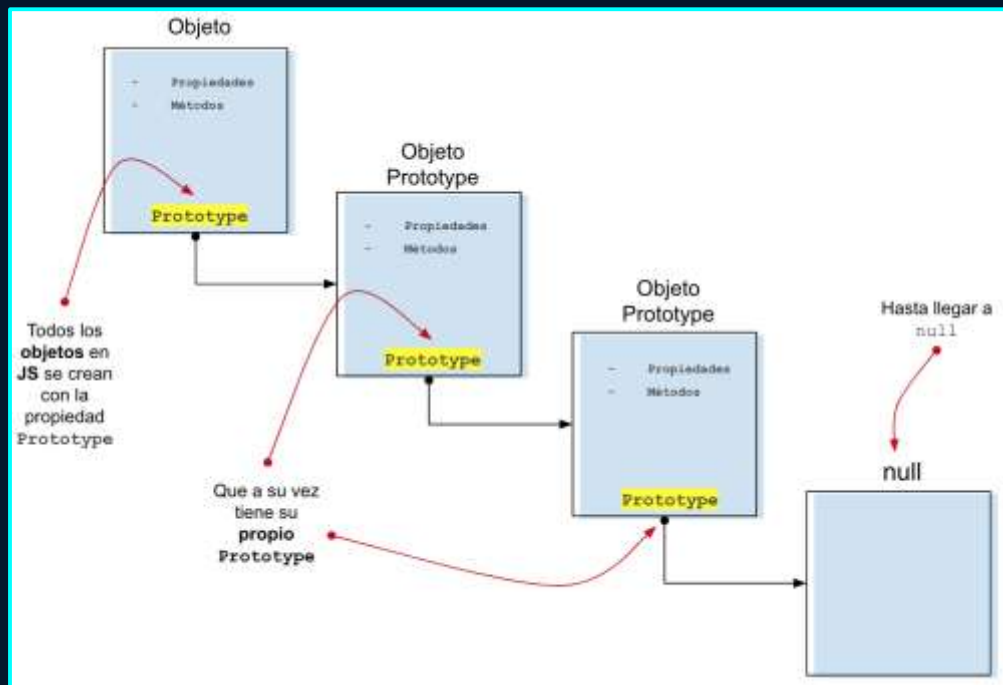 Objeto
- Propiedades
- Métodos
Prototype
Objeto
Prototype
- Propiedades
- Métodos
Prototype
Objeto
Prototype
- Propiedades
- Métodos
Prototype
Todos los
objetos en
JS se crean
con la
propiedad
Prototype
Que a su vez
tiene su
propio
Prototype
Hasta llegar a
null
null